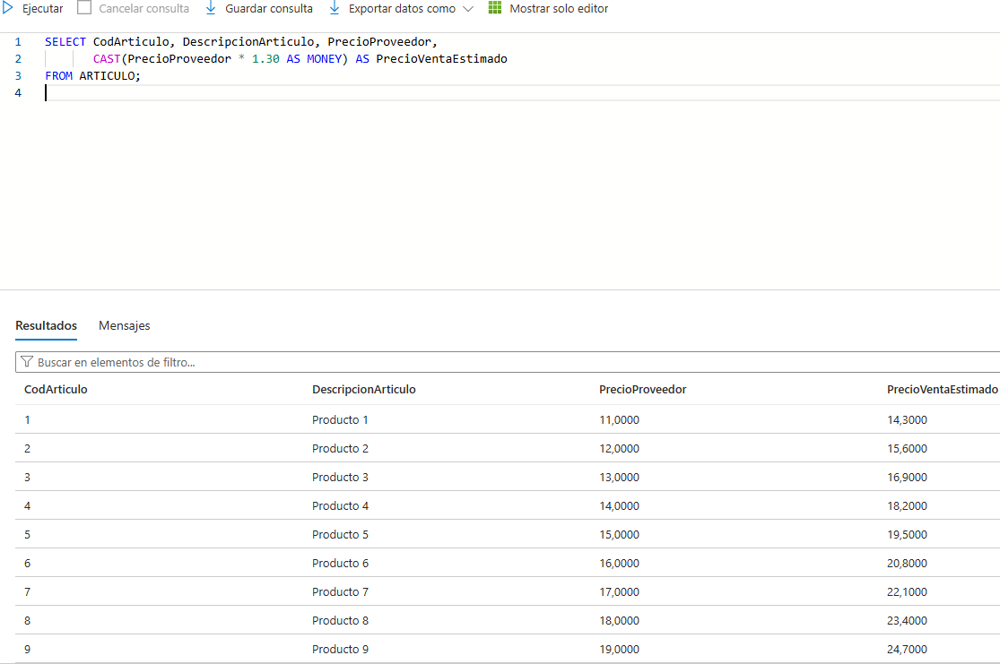 Ejecutar Cancelar consulta Guardar consulta Exportar datos como Mostrar solo editor
1 SELECT CodArticulo, DescripcionArticulo, PrecioProveedor,
2 CAST(PrecioProveedor * 1.30 AS MONEY) AS PrecioVentaEstimado
3 FROM ARTICULO;
4
Resultados Mensajes
Buscar en elementos de filtro...
CodArticulo DescripcionArticulo PrecioProveedor PrecioVentaEstimado
1 Producto 1 11,0000 14,3000
2 Producto 2 12,0000 15,6000
3 Producto 3 13,0000 16,9000
4 Producto 4 14,0000 18,2000
5 Producto 5 15,0000 19,5000
6 Producto 6 16,0000 20,8000
7 Producto 7 17,0000 22,1000
8 Producto 8 18,0000 23,4000
9 Producto 9 19,0000 24,7000